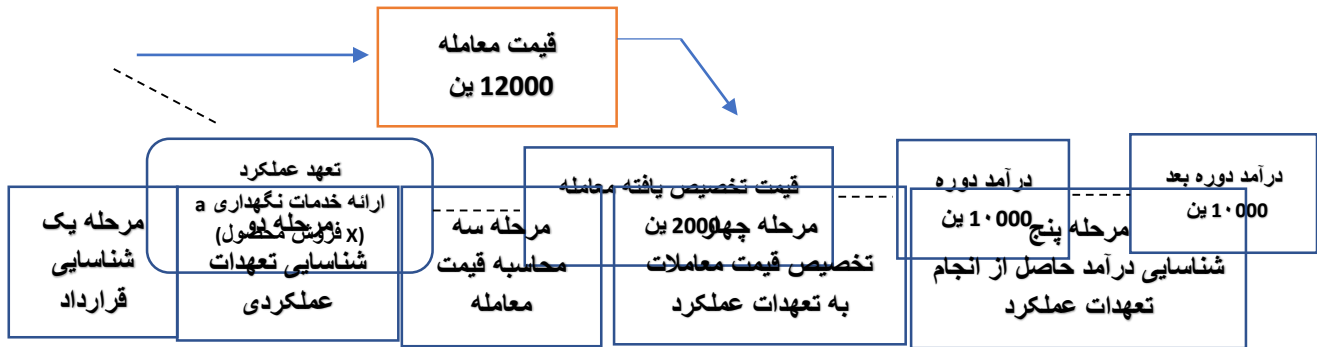 قیمت معامله
12000 ین
تعهد عملکرد
ارائه خدمات نگهداری a
(فروش محصول X)
قیمت تخصیص یافته معامله
2000 ین
درآمد دوره
1۰000 ین
درآمد دوره بعد
1۰000 ین
مرحله یک
شناسایی
قرارداد
مرحله دو
شناسایی تعهدات
عملکردی
مرحله سه
محاسبه قیمت
معامله
مرحله چهار
تخصیص قیمت معاملات
به تعهدات عملکرد
مرحله پنج
شناسایی درآمد حاصل از انجام
تعهدات عملکرد